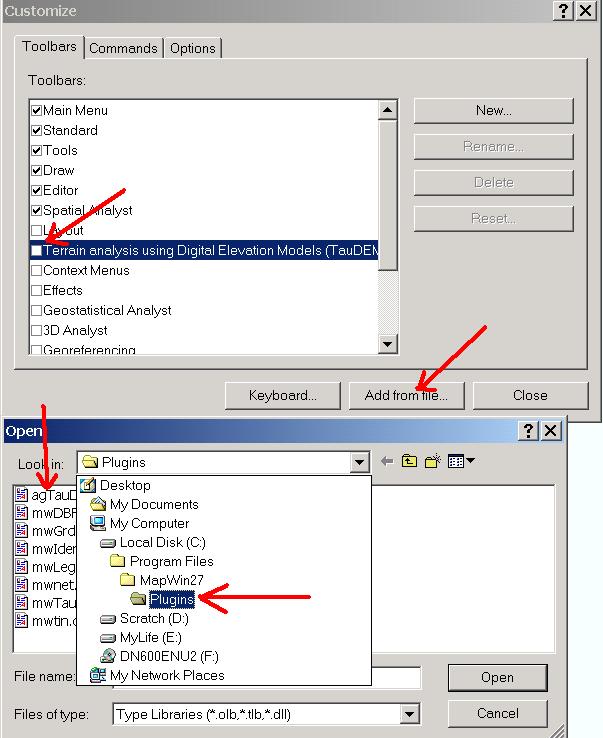 Customize
Toolbars Commands Options
Toolbars:
Main Menu
Standard
Tools
Draw
Editor
Spatial Analyst
Layout
Terrain analysis using Digital Elevation Models (TauDEM
Context Menus
Effects
Geostatistical Analyst
3D Analyst
Georeferencing
New...
Rename...
Delete
Reset...
Keyboard... Add from file... Close
Open
Look in: Plugins
agTauD
mwDBF
mwGrd
mwIden
mwLeg
mwnet.
mwTau
mwtin.d
Desktop
My Documents
My Computer
Local Disk (C:)
Program Files
MapWin27
Plugins
Scratch (D:)
MyLife (E:)
DN600ENU2 (F:)
My Network Places
File name: Open
Files of type: Type Libraries (*.olb,*.tlb,*.dll) Cancel